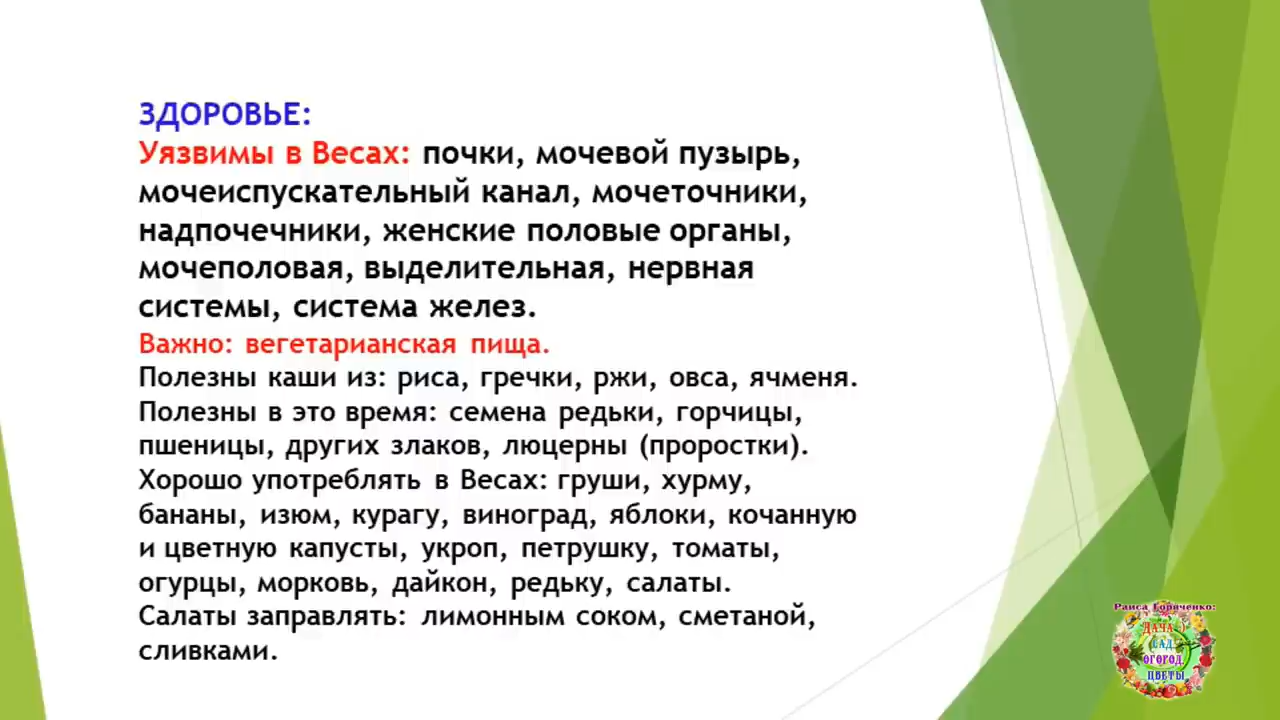 ЗДОРОВЬЕ:
Уязвимы в Весах: почки, мочевой пузырь,
мочеиспускательный канал, мочеточники,
надпочечники, женские половые органы,
мочеполовая, выделительная, нервная
системы, система желез.
Важно: вегетарианская пища.
Полезны каши из: риса, гречки, ржи, овса, ячменя.
Полезны в это время: семена редьки, горчицы,
пшеницы, других злаков, люцерны (проростки).
Хорошо употреблять в Весах: груши, хурму,
бананы, изюм, курагу, виноград, яблоки, кочанную
и цветную капусты, укроп, петрушку, томаты,
огурцы, морковь, дайкон, редьку, салаты.
Салаты заправлять: лимонным соком, сметаной,
сливками.
Раиса Горяченко:
ДАЧА
САД
ОГОРОД
ЦВЕТЫ